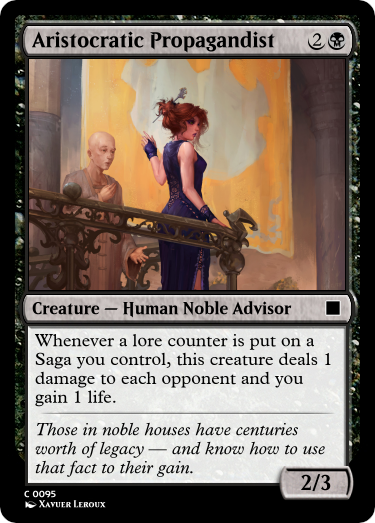 Aristocratic Propagandist 2
Creature — Human Noble Advisor
Whenever a lore counter is put on a
Saga you control, this creature deals 1
damage to each opponent and you
gain 1 life.
Those in noble houses have centuries
worth of legacy — and know how to use
that fact to their gain.
2/3
C 0095
Xavuer Leroux